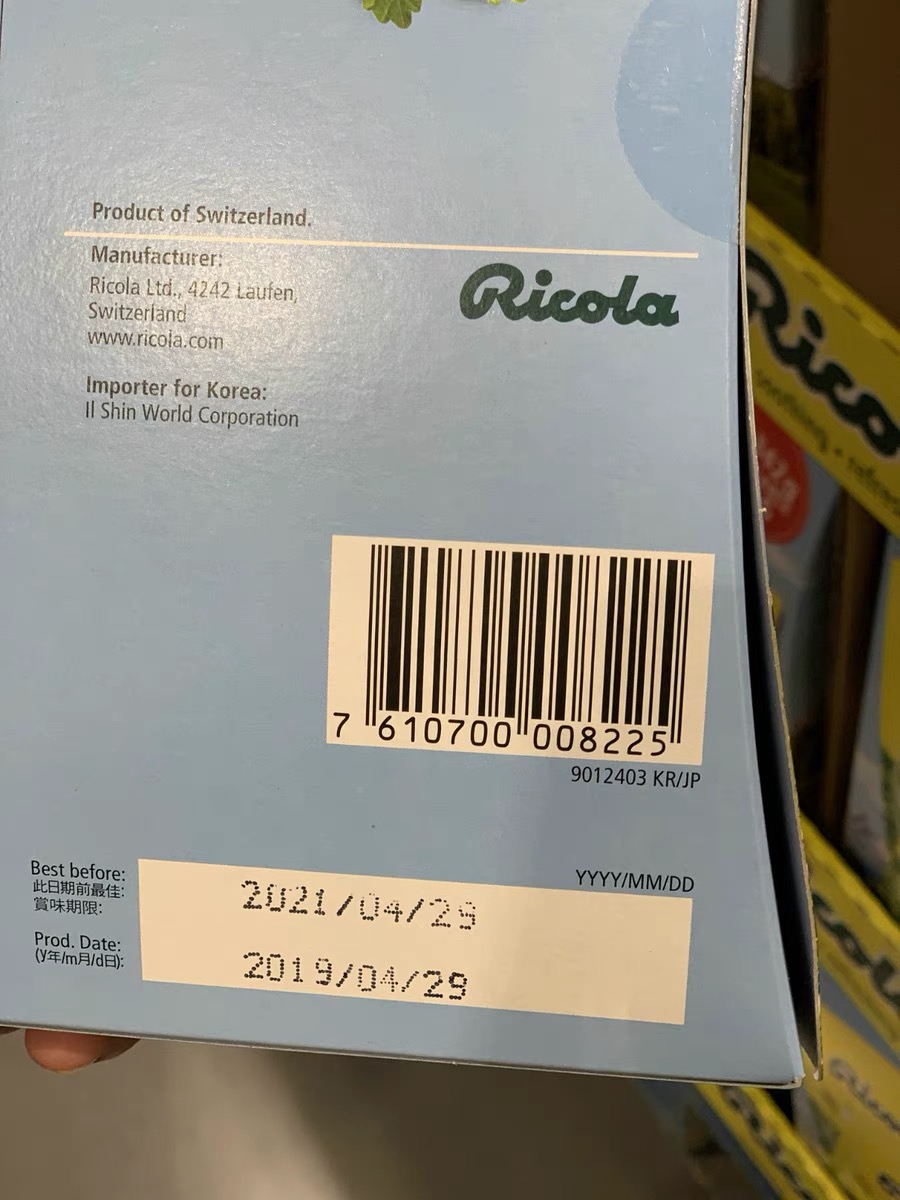 Product of Switzerland.
Manufacturer:
Ricola Ltd., 4242 Laufen,
Switzerland
www.ricola.com
Ricola
Importer for Korea:
Il Shin World Corporation
7 610700 008225
9012403 KR/JP
YYYY/MM/DD
Best before:
此日期前最佳:
賞味期限:
2021/04/29
Prod. Date:
(y年/m月/d日):
2019/04/29
Rico